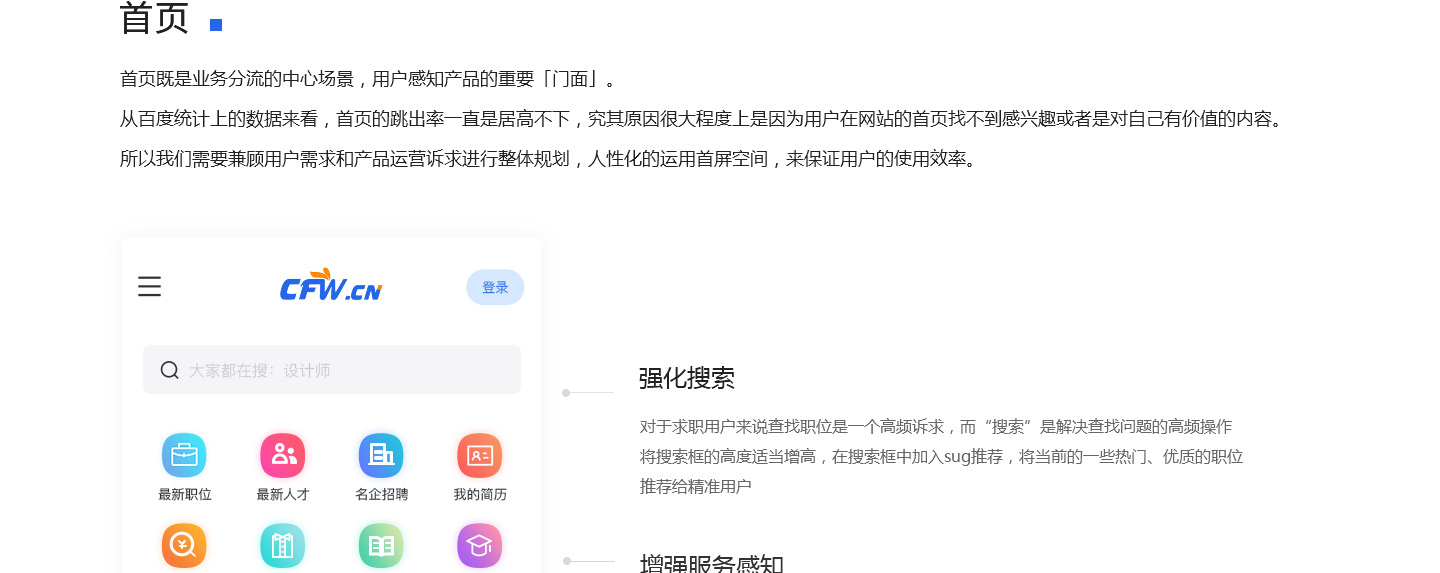 首页
首页既是业务分流的中心场景，用户感知产品的重要「门面」。
从百度统计上的数据来看，首页的跳出率一直是居高不下，究其原因很大程度上是因为用户在网站的首页找不到感兴趣或者是对自己有价值的内容。
所以我们需要兼顾用户需求和产品运营诉求进行整体规划，人性化的运用首屏空间，来保证用户的使用效率。
CFW.CN
登录
大家都在搜：设计师
最新职位 最新人才 名企招聘 我的简历
强化搜索
对于求职用户来说查找职位是一个高频诉求，而“搜索”是解决查找问题的高频操作
将搜索框的高度适当增高，在搜索框中加入sug推荐，将当前的一些热门、优质的职位
推荐给精准用户
增强服务感知